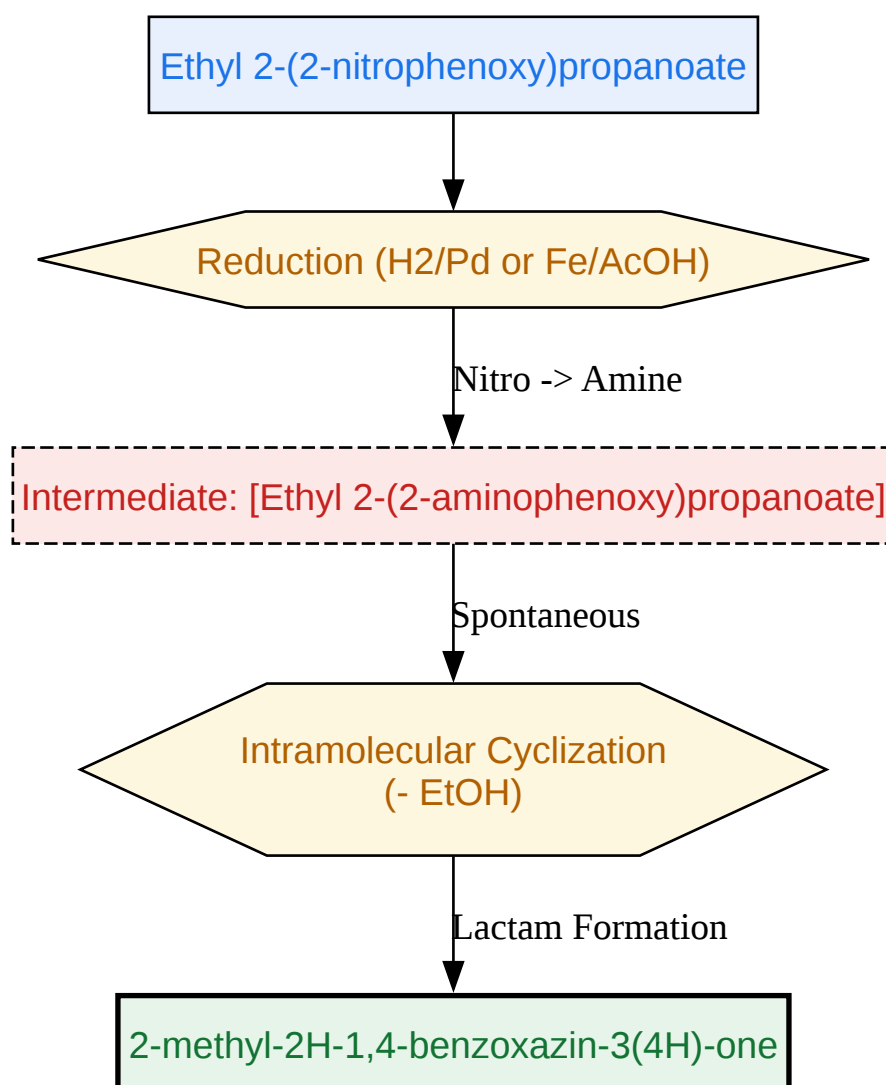 Ethyl 2-(2-nitrophenoxy)propanoate
Reduction (H2/Pd or Fe/AcOH)
Nitro -> Amine
Intermediate: [Ethyl 2-(2-aminophenoxy)propanoate]
Spontaneous
Intramolecular Cyclization
(- EtOH)
Lactam Formation
2-methyl-2H-1,4-benzoxazin-3(4H)-one